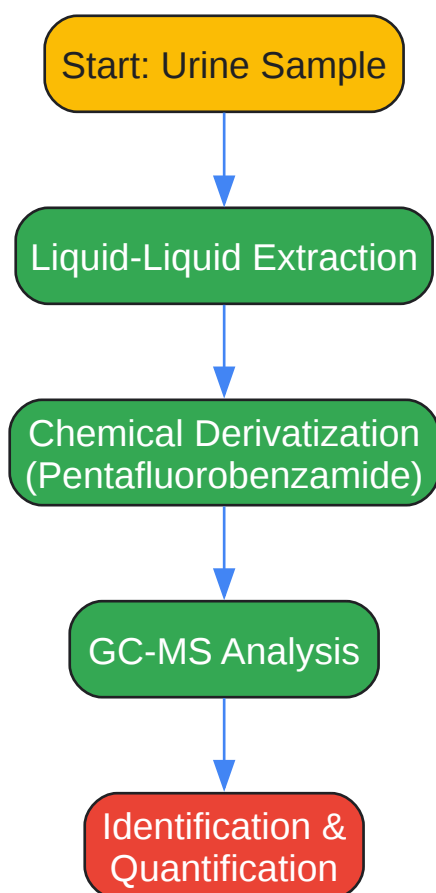 Start: Urine Sample
Liquid-Liquid Extraction
Chemical Derivatization
(Pentafluorobenzamide)
GC-MS Analysis
Identification &
Quantification